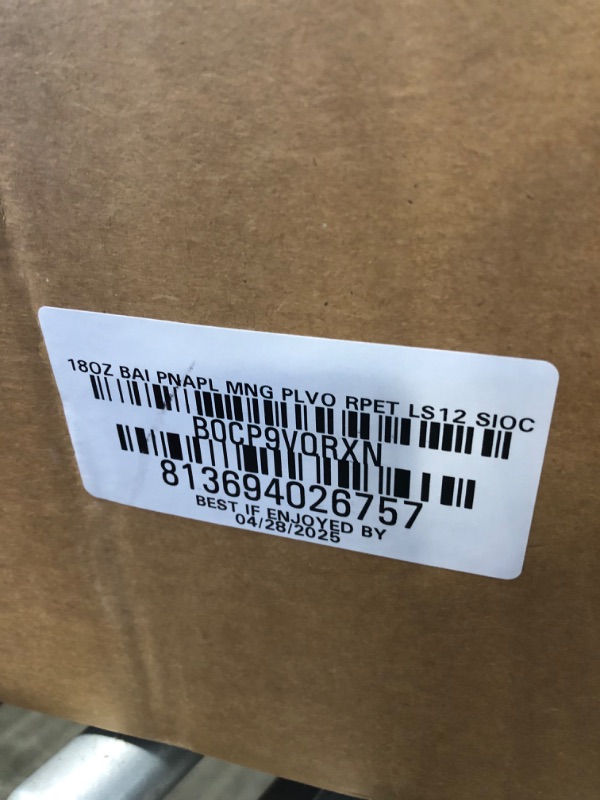 18OZ BAI PNAPL MNG PLVO RPET LS12 SIOC
B0CP9VQRXN
813694026757
BEST IF ENJOYED BY
04/28/2025